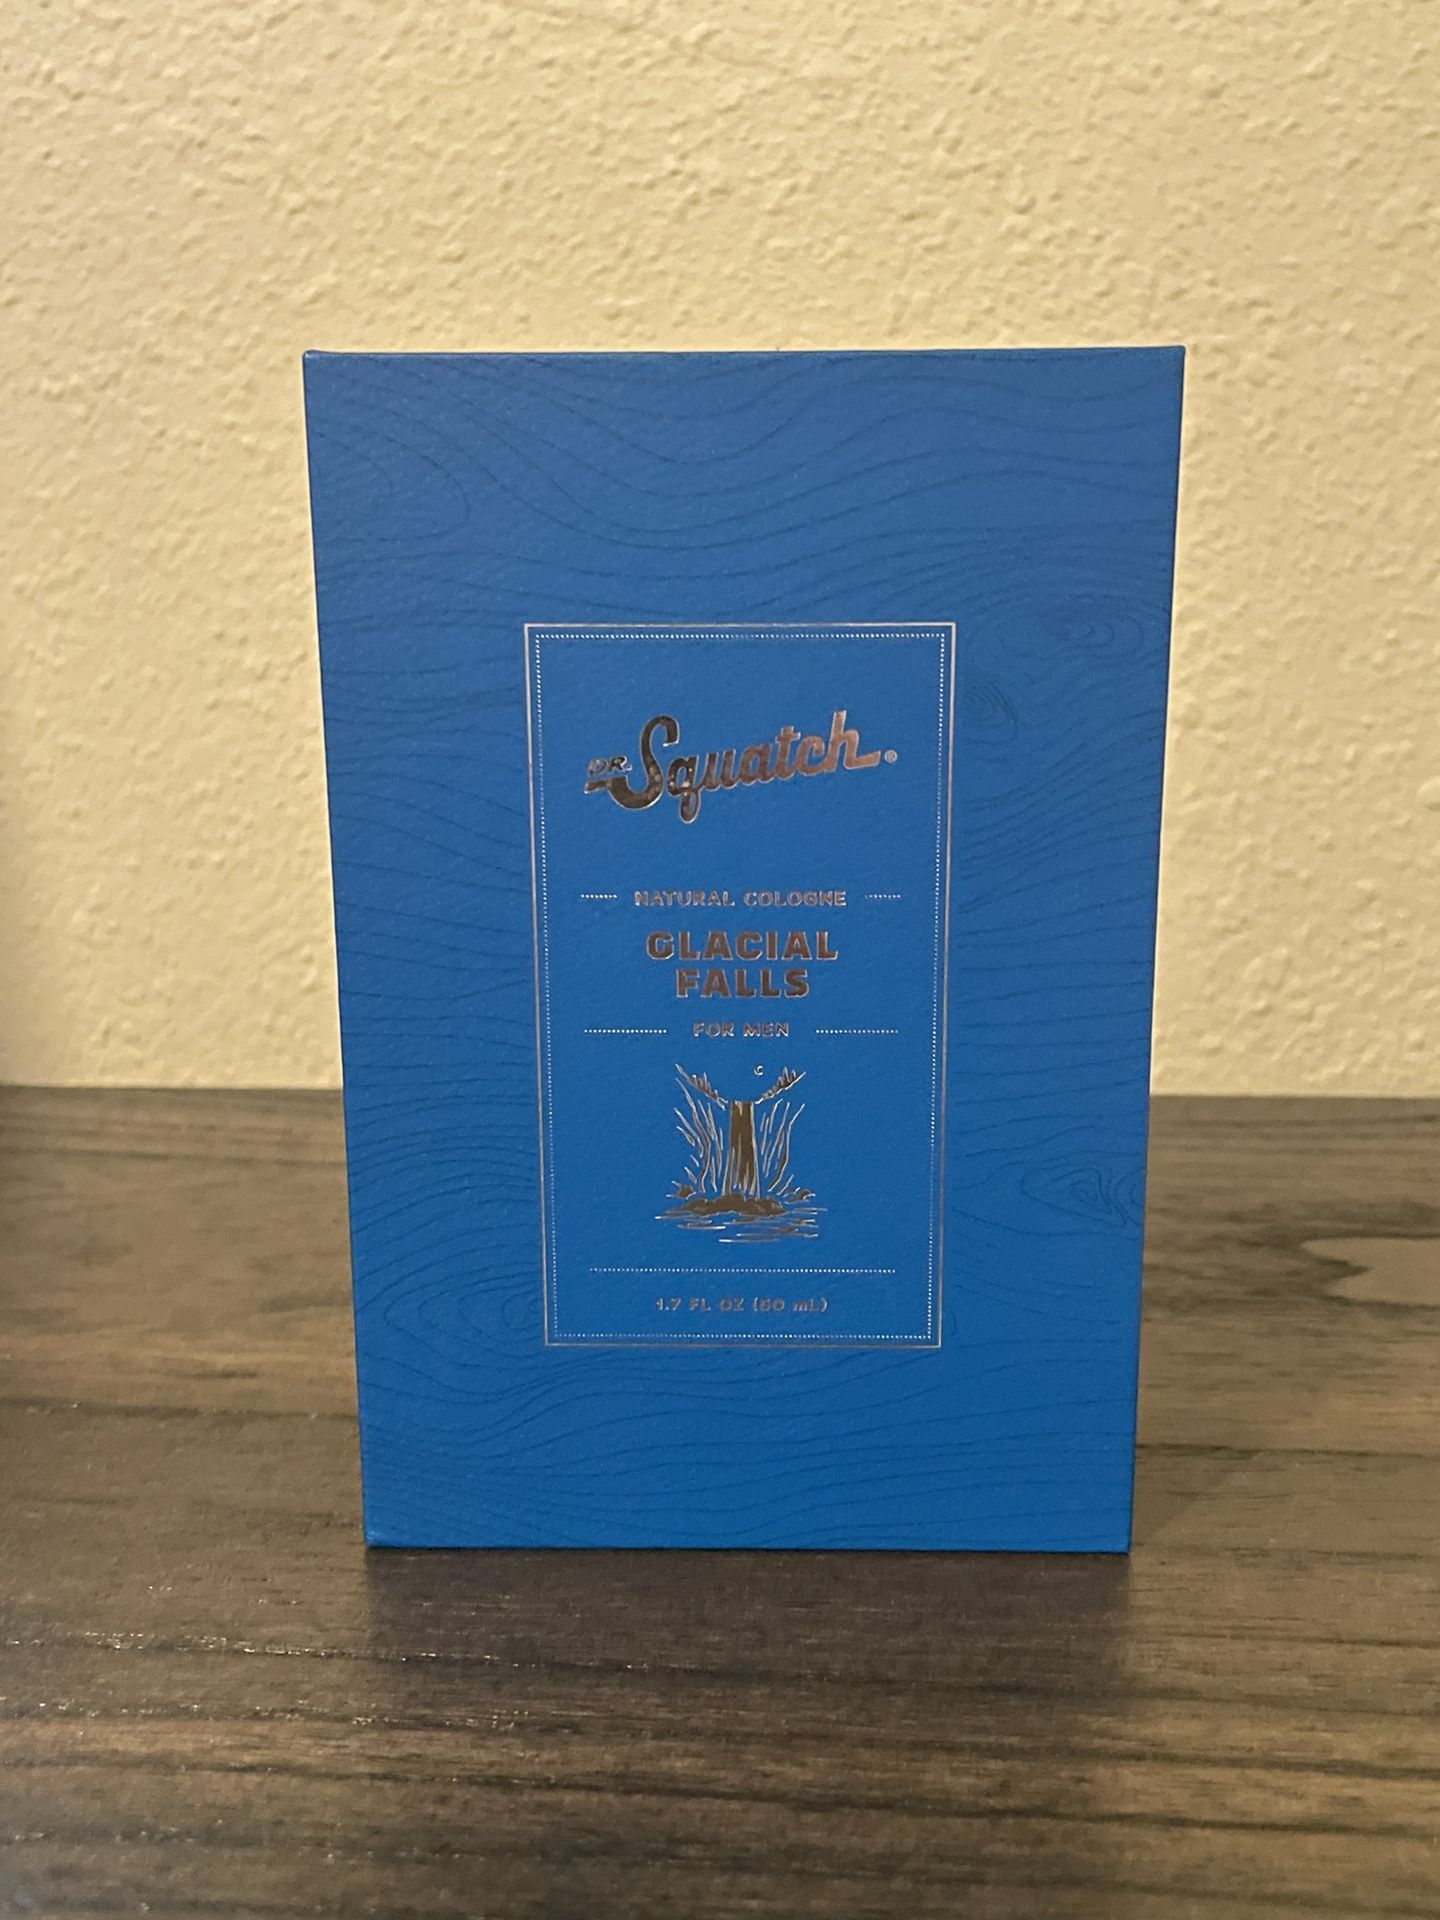 DR. Squatch®
NATURAL COLOGNE
GLACIAL
FALLS
FOR MEN
1.7 FL OZ (50 mL)